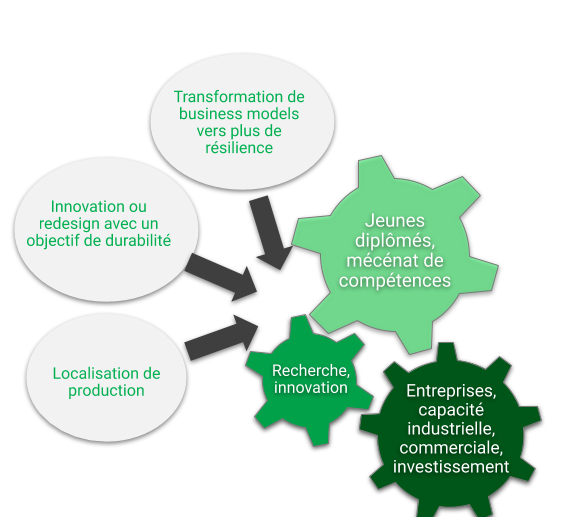 Transformation de
business models
vers plus de
résilience
Innovation ou
redesign avec un
objectif de durabilité
Localisation de
production
Jeunes
diplômés,
mécénat de
compétences
Recherche,
innovation
Entreprises,
capacité
industrielle,
commerciale,
investissement